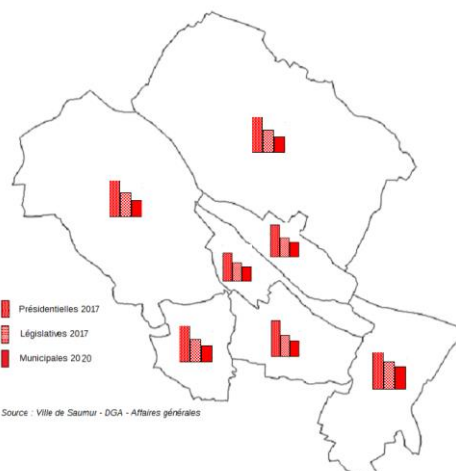 Présidentielles 2017
Législatives 2017
Municipales 2020
Source : Ville de Saumur - DGA - Affaires générales